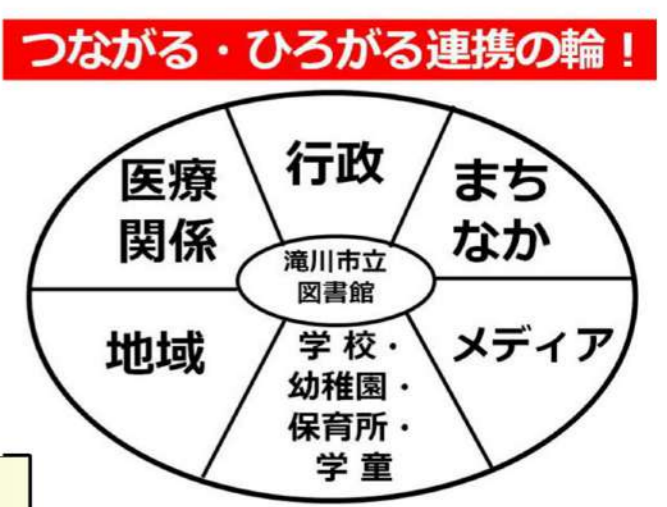 つながる・ひろがる連携の輪！
行政
医療
関係
まち
なか
滝川市立
図書館
地域
メディア
学 校・
幼稚園・
保育所・
学 童